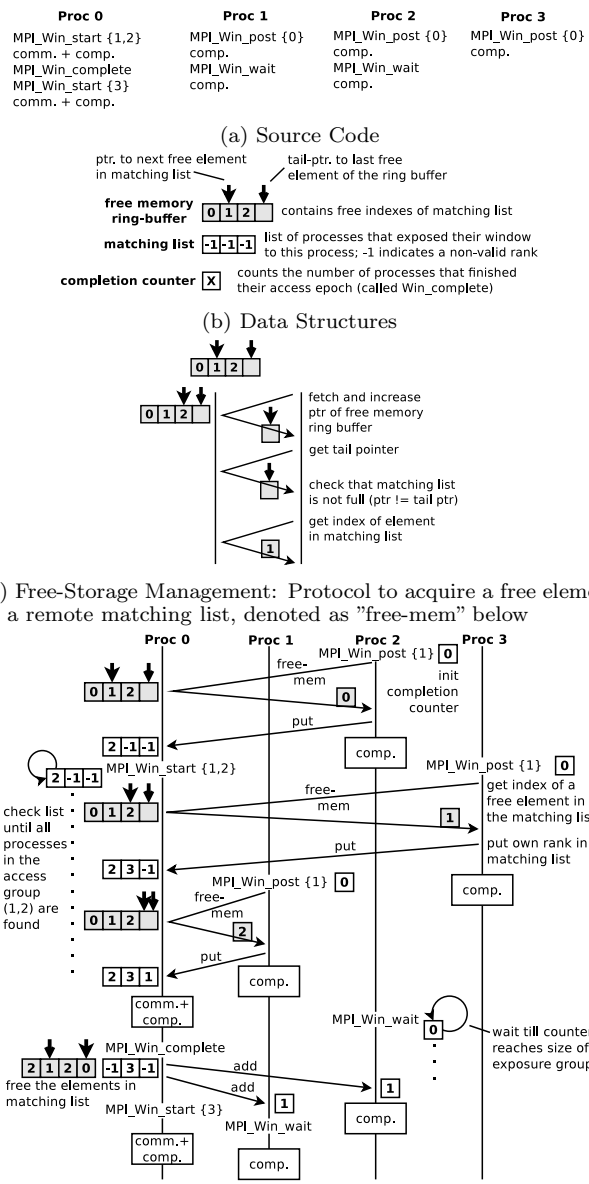 Proc 0 Proc 1 Proc 2 Proc 3
MPI_Win_start {1,2} MPI_Win_post {0} MPI_Win_post {0} MPI_Win_post {0}
comm. + comp. comp. comp. comp.
MPI_Win_complete MPI_Win_wait MPI_Win_wait
MPI_Win_start {3} comp. comp.
comm. + comp.
(a) Source Code
ptr. to next free element tail-ptr. to last free
in matching list element of the ring buffer
free memory
ring-buffer 0 1 2 contains free indexes of matching list
matching list -1 -1 -1 list of processes that exposed their window
to this process; -1 indicates a non-valid rank
completion counter X counts the number of processes that finished
their access epoch (called Win_complete)
(b) Data Structures
0 1 2
fetch and increase
0 1 2 ptr of free memory
ring buffer
get tail pointer
check that matching list
is not full (ptr != tail ptr)
get index of element
1 in matching list
) Free-Storage Management: Protocol to acquire a free elem
a remote matching list, denoted as "free-mem" below
Proc 0 Proc 1 Proc 2 Proc 3
MPI_Win_post {1} 0
free-
mem
init
completion
counter
0 1 2 0
put
2 -1 -1 comp.
MPI_Win_start {1,2} MPI_Win_post {1} 0
2 -1 -1
free-
mem
get index of a
free element in
the matching lis
check list
until all
processes
in the
access
group
(1,2) are
found
0 1 2 1
put
put own rank in
matching list
2 3 -1
MPI_Win_post {1} 0 comp.
free-
mem
0 1 2 2
put
2 3 1 comp.
comm.+
comp.
MPI_Win_wait 0
wait till counter
reaches size of
exposure group
MPI_Win_complete
2 1 2 0 -1 3 -1
add
free the elements in
matching list
add
1 1
MPI_Win_start {3} MPI_Win_wait comp.
comm.+
comp.
comp.